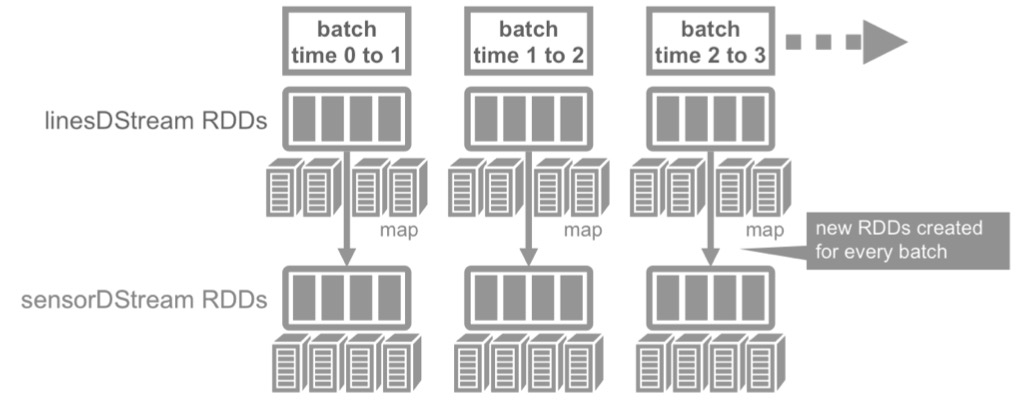 batch
time 0 to 1
batch
time 1 to 2
batch
time 2 to 3
linesDStream RDDs
map
map
map
new RDDs created
for every batch
sensorDStream RDDs